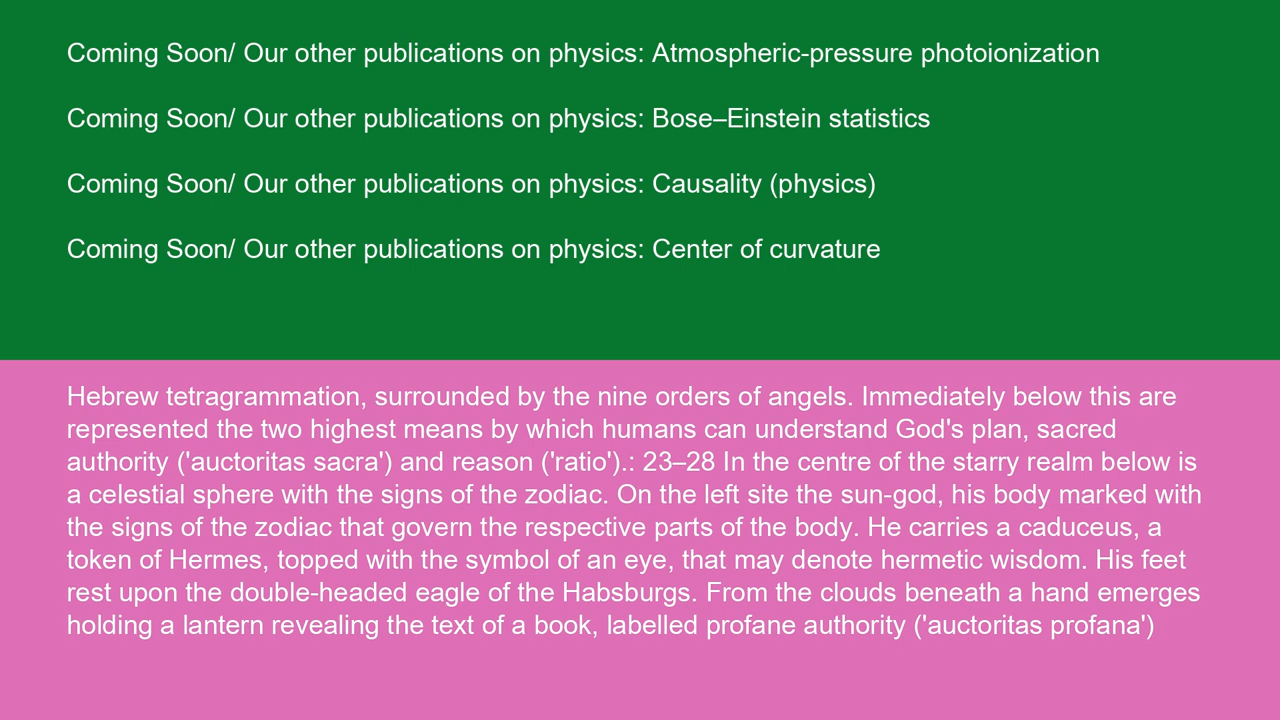 Coming Soon/ Our other publications on physics: Atmospheric-pressure photoionization
Coming Soon/ Our other publications on physics: Bose–Einstein statistics
Coming Soon/ Our other publications on physics: Causality (physics)
Coming Soon/ Our other publications on physics: Center of curvature
Hebrew tetragrammation, surrounded by the nine orders of angels. Immediately below this are
represented the two highest means by which humans can understand God's plan, sacred
authority ('auctoritas sacra') and reason ('ratio').: 23–28 In the centre of the starry realm below is
a celestial sphere with the signs of the zodiac. On the left site the sun-god, his body marked with
the signs of the zodiac that govern the respective parts of the body. He carries a caduceus, a
token of Hermes, topped with the symbol of an eye, that may denote hermetic wisdom. His feet
rest upon the double-headed eagle of the Habsburgs. From the clouds beneath a hand emerges
holding a lantern revealing the text of a book, labelled profane authority ('auctoritas profana')